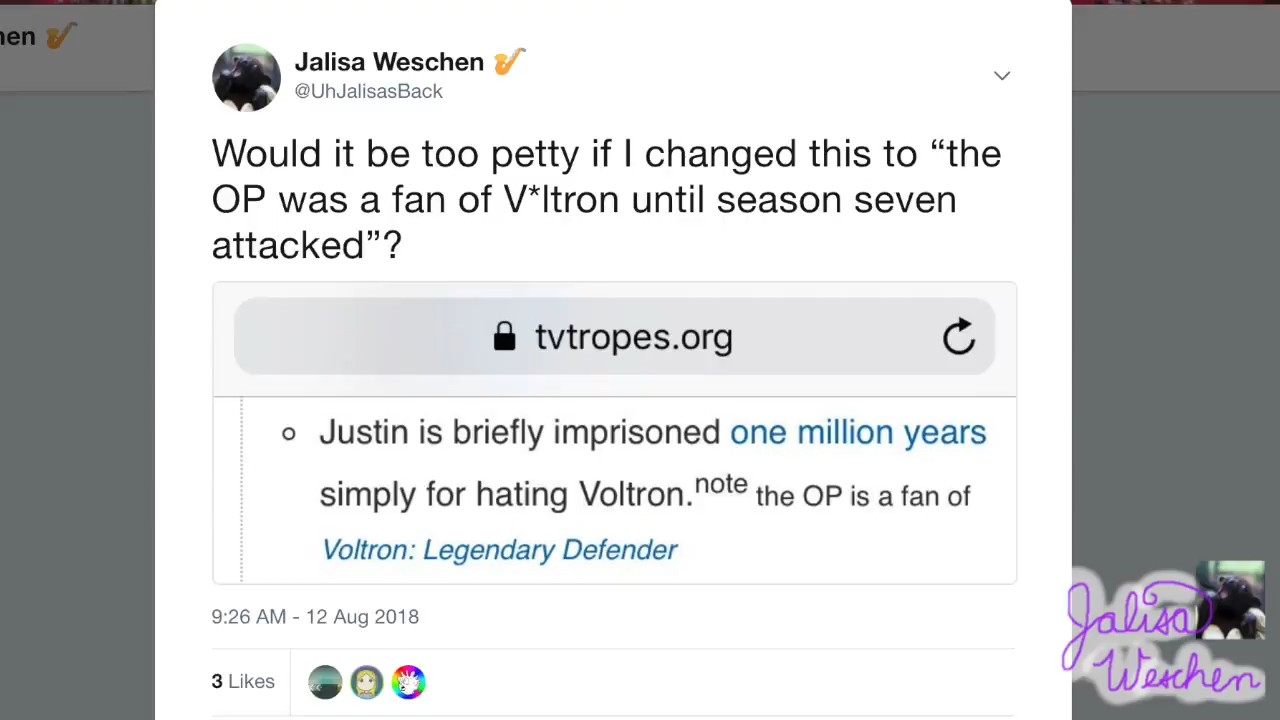 hen
Jalisa Weschen
@UhJalisasBack
Would it be too petty if I changed this to “the
OP was a fan of V*ltron until season seven
attacked”?
tvtropes.org
Justin is briefly imprisoned one million years
simply for hating Voltron.note the OP is a fan of
Voltron: Legendary Defender
9:26 AM - 12 Aug 2018
3 Likes
Jalisa
Weschen